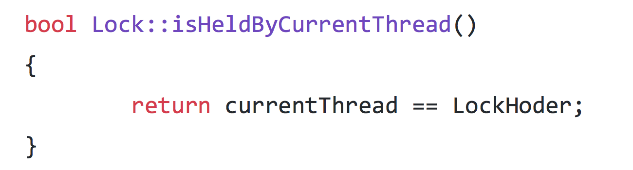 bool Lock::isHeldByCurrentThread()
{
        return currentThread == LockHoder;
}